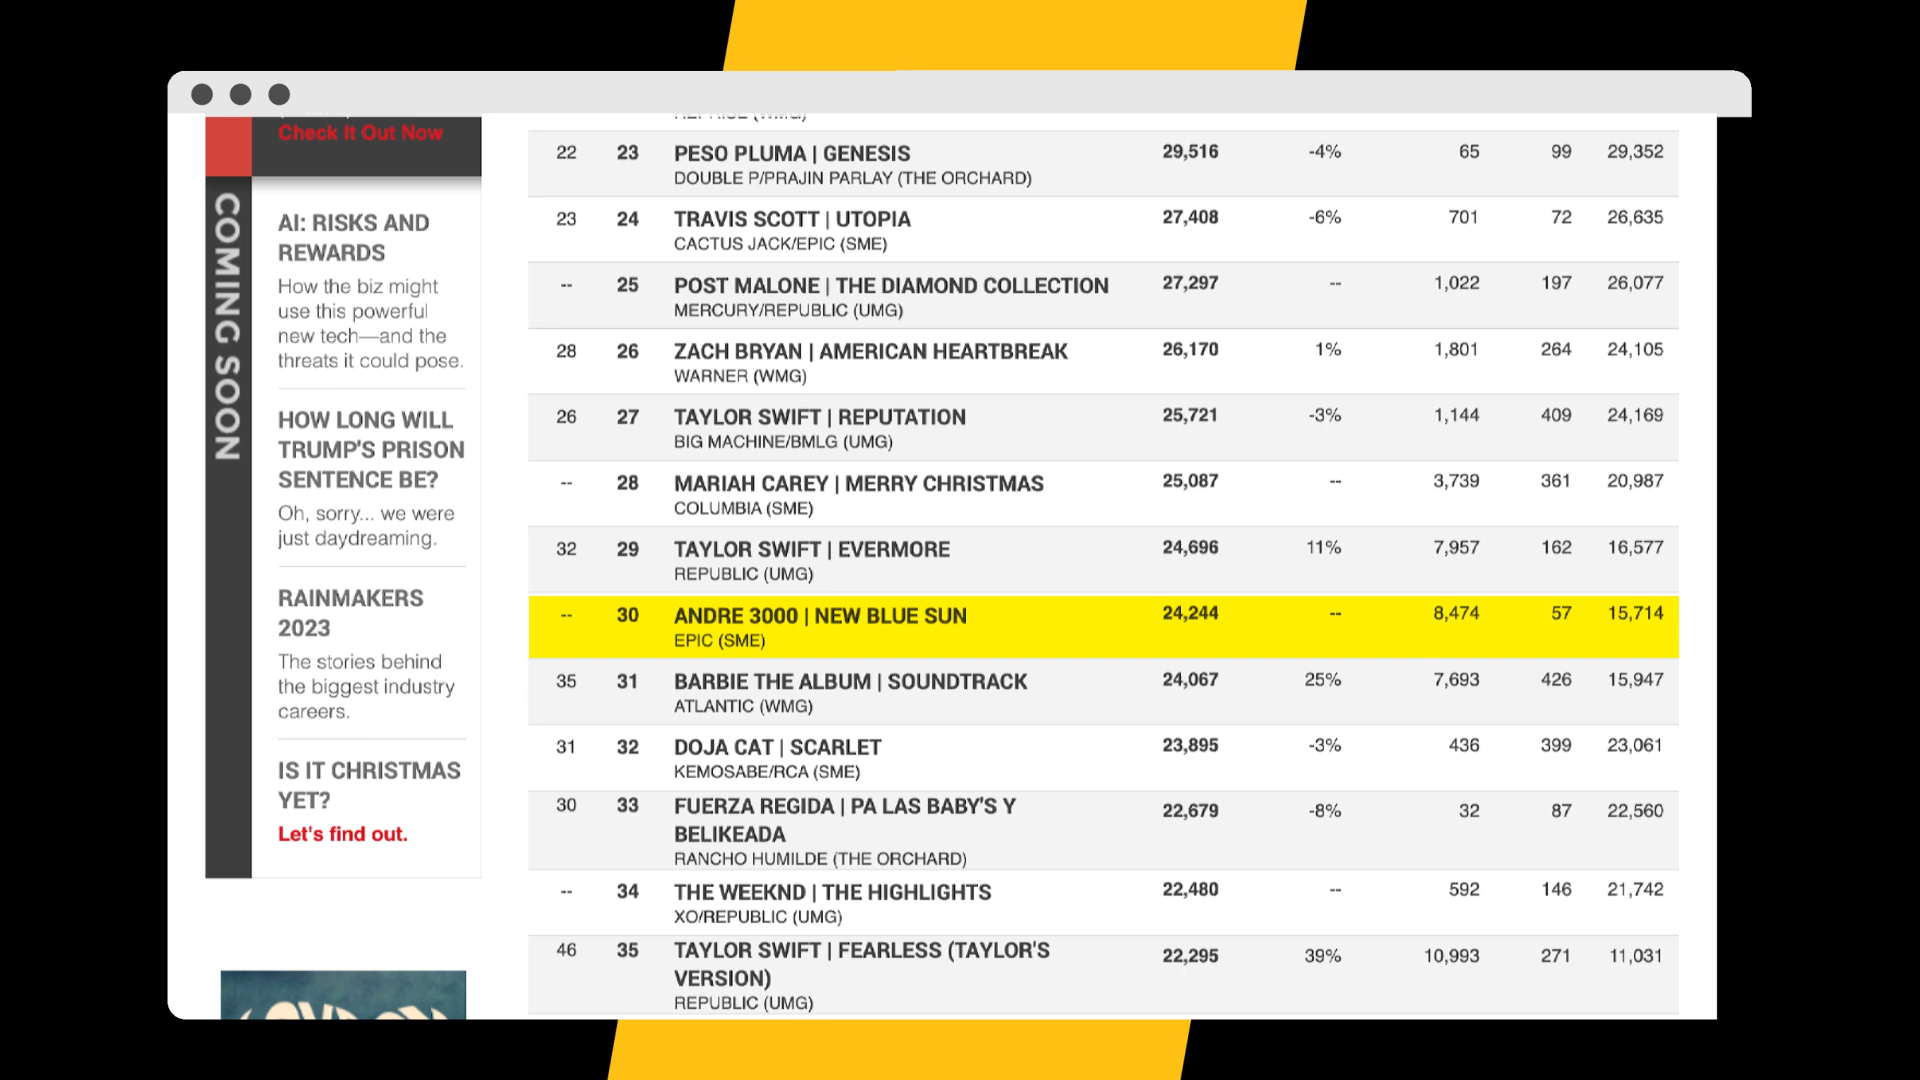 Check It Out Now
COMING SOON
AI: RISKS AND
REWARDS
How the biz might
use this powerful
new tech—and the
threats it could pose.
HOW LONG WILL
TRUMP'S PRISON
SENTENCE BE?
Oh, sorry... we were
just daydreaming.
RAINMAKERS
2023
The stories behind
the biggest industry
careers.
IS IT CHRISTMAS
YET?
Let's find out.
22 23 PESO PLUMA | GENESIS 29,516 -4% 65 99 29,352
DOUBLE P/PRAJIN PARLAY (THE ORCHARD)
23 24 TRAVIS SCOTT | UTOPIA 27,408 -6% 701 72 26,635
CACTUS JACK/EPIC (SME)
-- 25 POST MALONE | THE DIAMOND COLLECTION 27,297 -- 1,022 197 26,077
MERCURY/REPUBLIC (UMG)
28 26 ZACH BRYAN | AMERICAN HEARTBREAK 26,170 1% 1,801 264 24,105
WARNER (WMG)
26 27 TAYLOR SWIFT | REPUTATION 25,721 -3% 1,144 409 24,169
BIG MACHINE/BMLG (UMG)
-- 28 MARIAH CAREY | MERRY CHRISTMAS 25,087 -- 3,739 361 20,987
COLUMBIA (SME)
32 29 TAYLOR SWIFT | EVERMORE 24,696 11% 7,957 162 16,577
REPUBLIC (UMG)
-- 30 ANDRE 3000 | NEW BLUE SUN 24,244 -- 8,474 57 15,714
EPIC (SME)
35 31 BARBIE THE ALBUM | SOUNDTRACK 24,067 25% 7,693 426 15,947
ATLANTIC (WMG)
31 32 DOJA CAT | SCARLET 23,895 -3% 436 399 23,061
KEMOSABE/RCA (SME)
30 33 FUERZA REGIDA | PA LAS BABY'S Y 22,679 -8% 32 87 22,560
BELIKEADA
RANCHO HUMILDE (THE ORCHARD)
-- 34 THE WEEKND | THE HIGHLIGHTS 22,480 -- 592 146 21,742
XO/REPUBLIC (UMG)
46 35 TAYLOR SWIFT | FEARLESS (TAYLOR'S 22,295 39% 10,993 271 11,031
VERSION)
REPUBLIC (UMG)